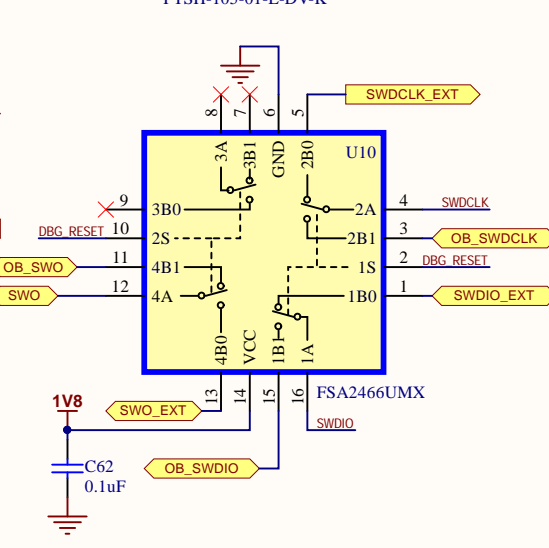 SWDCLK_EXT
8
7
6
5
3A
3B1
GND
2B0
U10
9
3B0
2A
4
SWDCLK
DBG_RESET
10
2S
2B1
3
OB_SWDCLK
OB_SWO
11
4B1
1S
2
DBG_RESET
SWO
12
4A
1B0
1
SWDIO_EXT
4B0
VCC
1B1
1A
13
14
15
16
FSA2466UMX
1V8
SWO_EXT
SWDIO
C62
0.1uF
OB_SWDIO